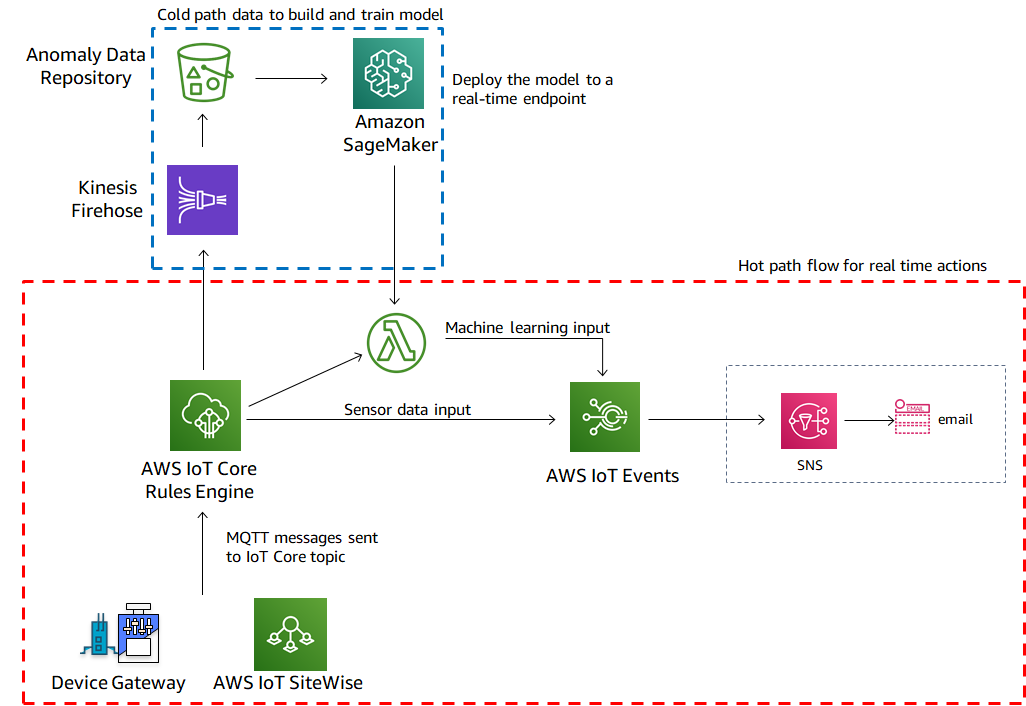 Cold path data to build and train model
Anomaly Data
Repository
Deploy the model to a
real-time endpoint
Amazon
SageMaker
Kinesis
Firehose
Hot path flow for real time actions
Machine learning input
Sensor data input
EMAIL
email
SNS
AWS IoT Core
Rules Engine
AWS IoT Events
MQTT messages sent
to IoT Core topic
Device Gateway
AWS IoT SiteWise